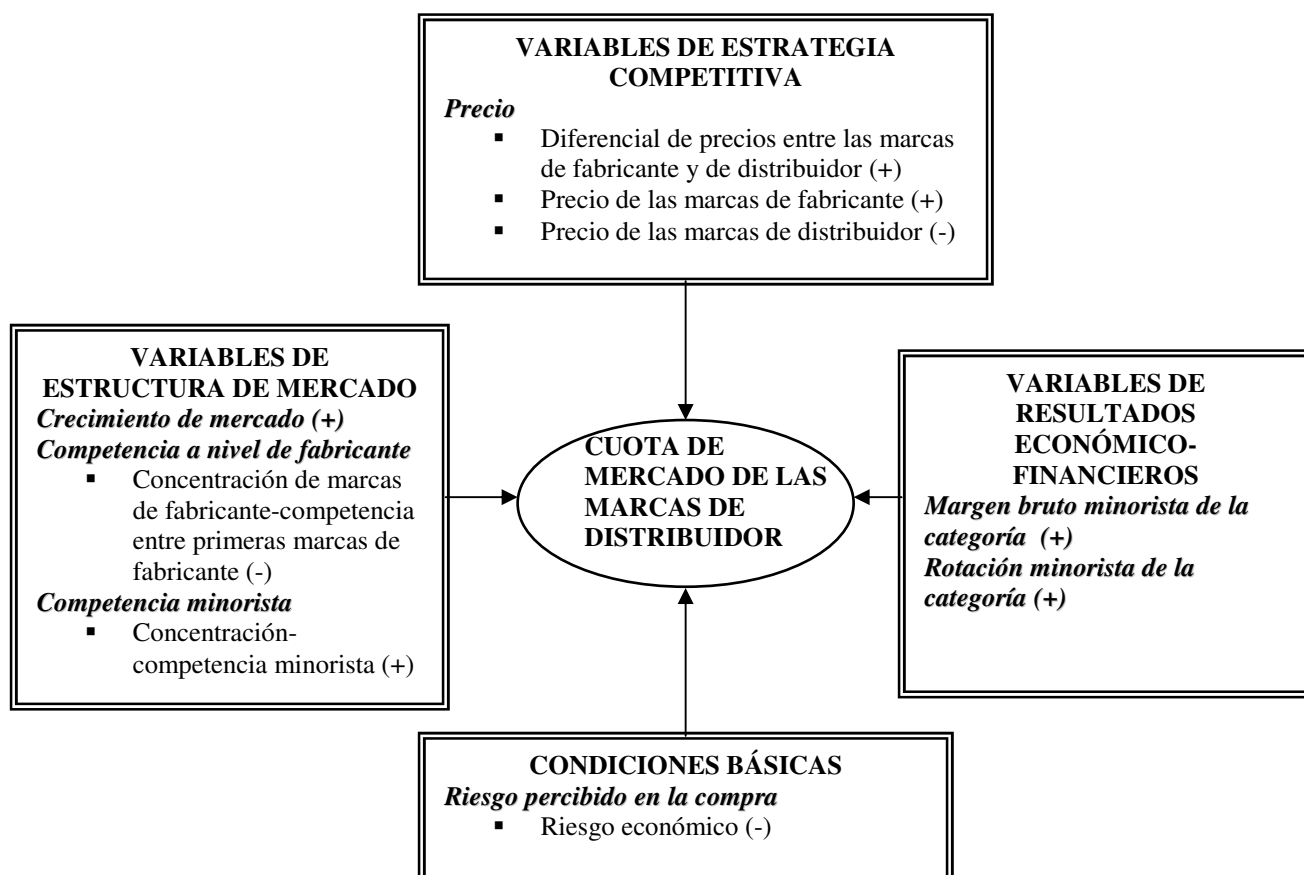 VARIABLES DE ESTRATEGIA
COMPETITIVA
Precio
▪ Diferencial de precios entre las marcas
de fabricante y de distribuidor (+)
▪ Precio de las marcas de fabricante (+)
▪ Precio de las marcas de distribuidor (-)
VARIABLES DE
ESTRUCTURA DE MERCADO
Crecimiento de mercado (+)
Competencia a nivel de fabricante
▪ Concentración de marcas
de fabricante-competencia
entre primeras marcas de
fabricante (-)
Competencia minorista
▪ Concentración-
competencia minorista (+)
CUOTA DE
MERCADO DE LAS
MARCAS DE
DISTRIBUIDOR
VARIABLES DE
RESULTADOS
ECONÓMICO-
FINANCIEROS
Margen bruto minorista de la
categoría (+)
Rotación minorista de la
categoría (+)
CONDICIONES BÁSICAS
Riesgo percibido en la compra
▪ Riesgo económico (-)